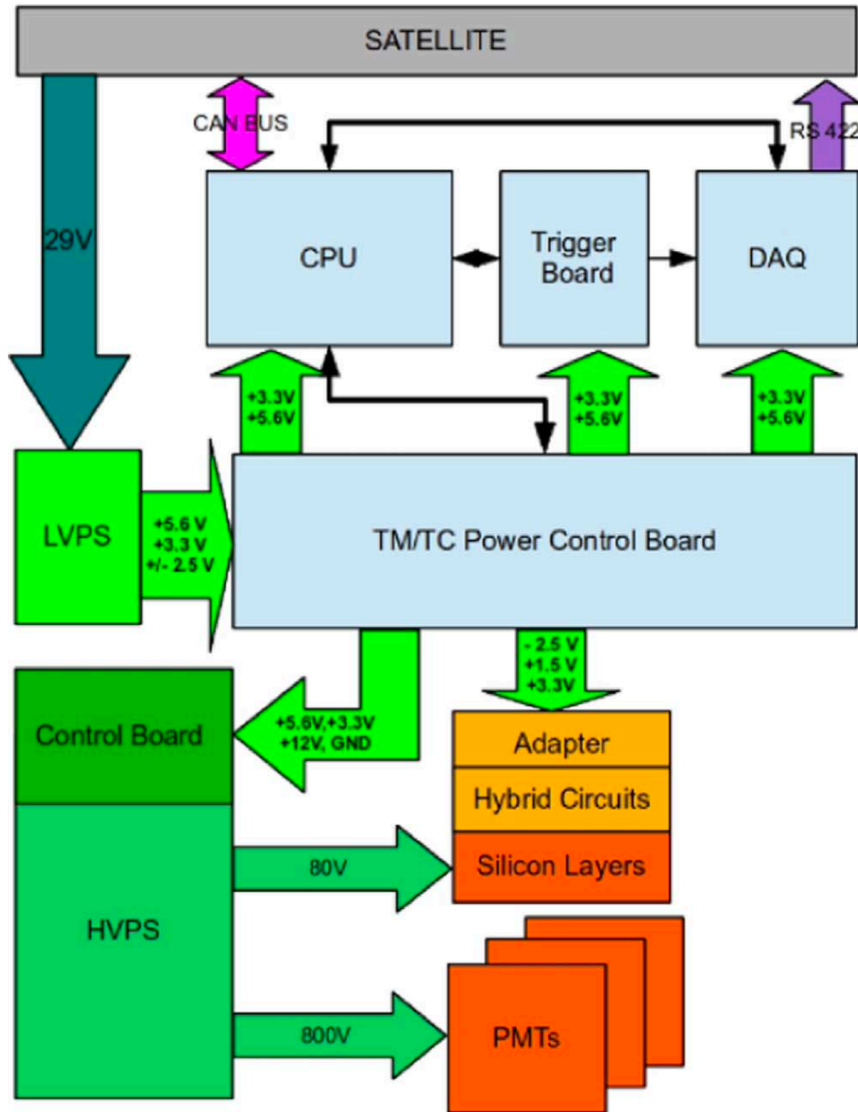 SATELLITE
CAN BUS
RS 422
29V
CPU
Trigger
Board
DAQ
+3.3V
+5.6V
+3.3V
+5.6V
+3.3V
+5.6V
LVPS
+5.6 V
+3.3 V
+/- 2.5 V
TM/TC Power Control Board
- 2.5 V
+1.5 V
+3.3V
Control Board
+5.6V,+3.3V
+12V, GND
Adapter
Hybrid Circuits
Silicon Layers
80V
HVPS
800V
PMTs